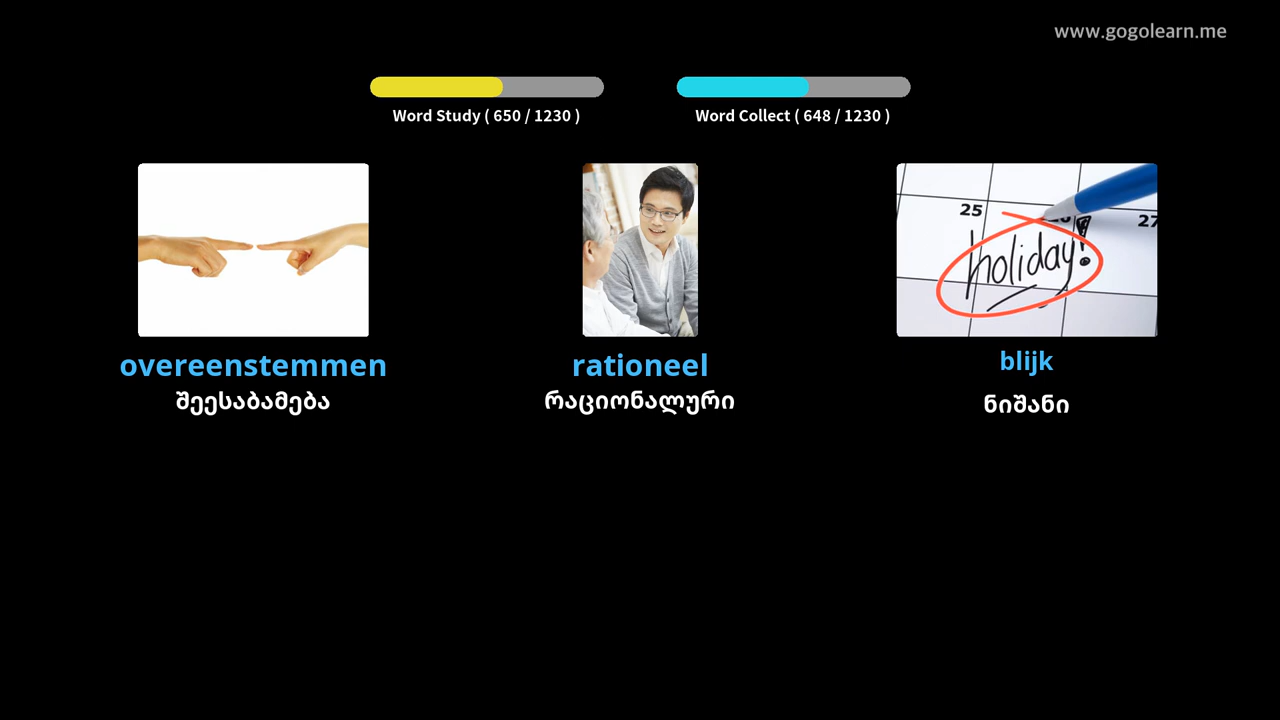 www.gogolearn.me
Word Study ( 650 / 1230 )
Word Collect ( 648 / 1230 )
25
27
holiday!
overeenstemmen
rationeel
blijk
შეესაბამება
რაციონალური
ნიშანი